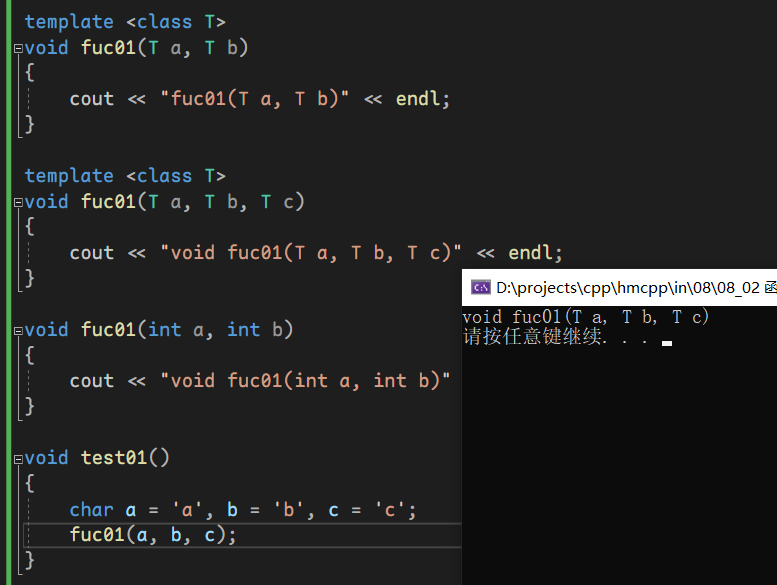 template <class T>
void fuc01(T a, T b)
{
cout << "fuc01(T a, T b)" << endl;
}
template <class T>
void fuc01(T a, T b, T c)
{
cout << "void fuc01(T a, T b, T c)" << endl;
}
void fuc01(int a, int b)
{
cout << "void fuc01(int a, int b)"
}
void test01()
{
char a = 'a', b = 'b', c = 'c';
fuc01(a, b, c);
}
D:\projects\cpp\hmcpp\in\08\08_02 函
void fuc01(T a, T b, T c)
请按任意键继续. . .